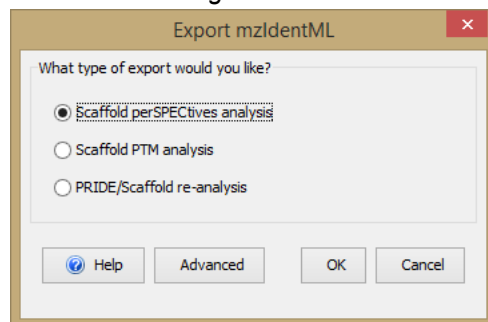 Export mzIdentML
What type of export would you like?
Scaffold perSPECtives analysis
Scaffold PTM analysis
PRIDE/Scaffold re-analysis
Help Advanced OK Cancel